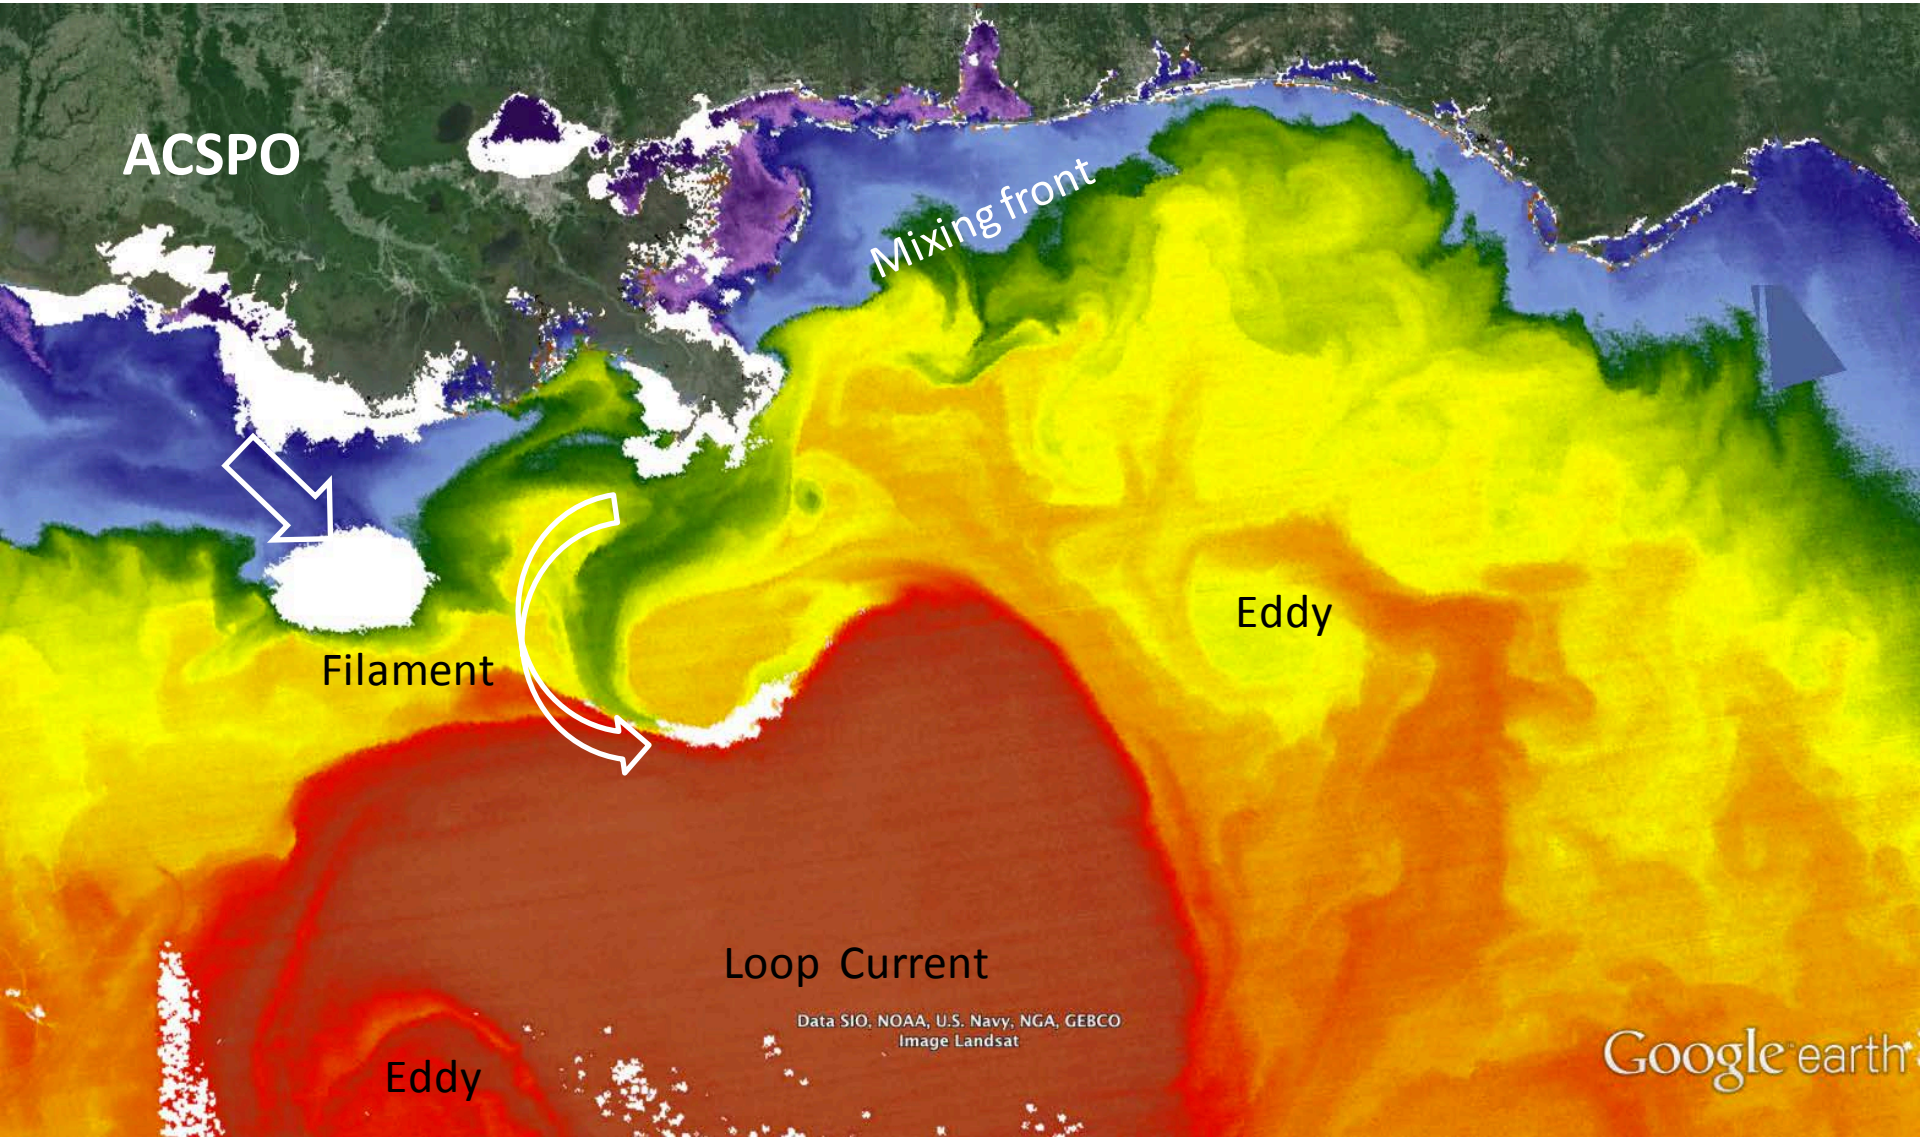 ACSPO
Mixing front
Eddy
Filament
Loop Current
Data SIO, NOAA, U.S. Navy, NGA, GEBCO
Image Landsat
Google earth
Eddy